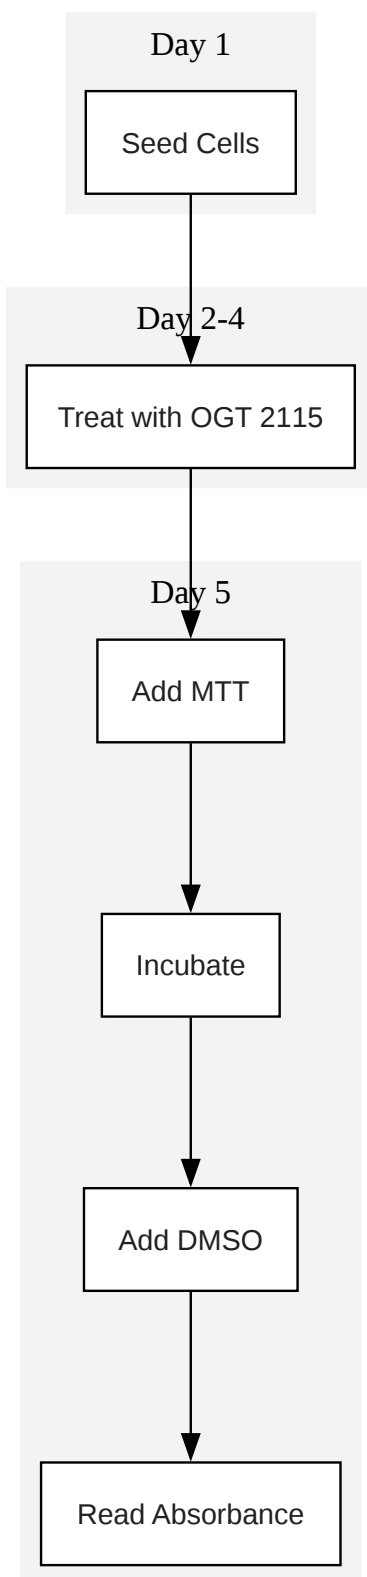 Day 1
Seed Cells
Day 2-4
Treat with OGT 2115
Day 5
Add MTT
Incubate
Add DMSO
Read Absorbance